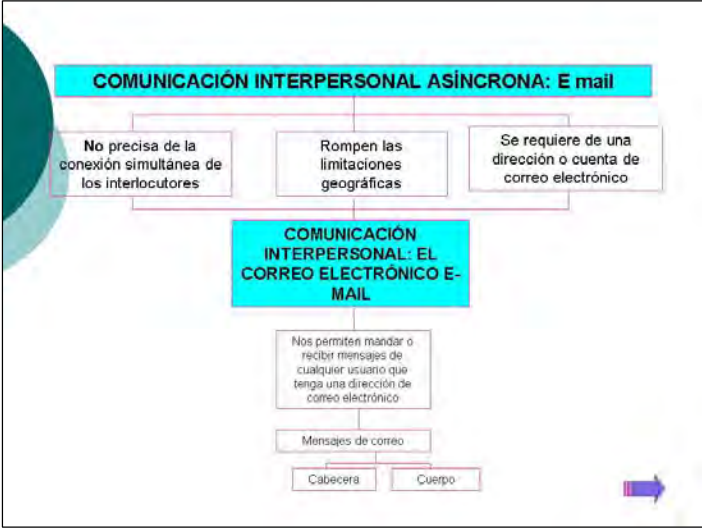 COMUNICACIÓN INTERPERSONAL ASÍNCRONA: E mail
No precisa de la
conexión simultánea de
los interlocutores
Rompen las
limitaciones
geográficas
Se requiere de una
dirección o cuenta de
correo electrónico
COMUNICACIÓN
INTERPERSONAL: EL
CORREO ELECTRÓNICO E-
MAIL
Nos permiten mandar o
recibir mensajes de
cualquier usuario que
tenga una dirección de
correo electrónico
Mensajes de correo
Cabecera
Cuerpo